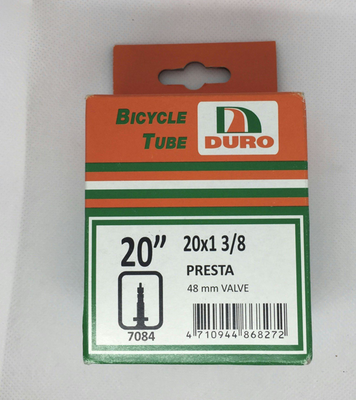 BICYCLE
TUBE
DURO
20" 20x1 3/8
PRESTA
48 mm VALVE
7084
4 710944 868272